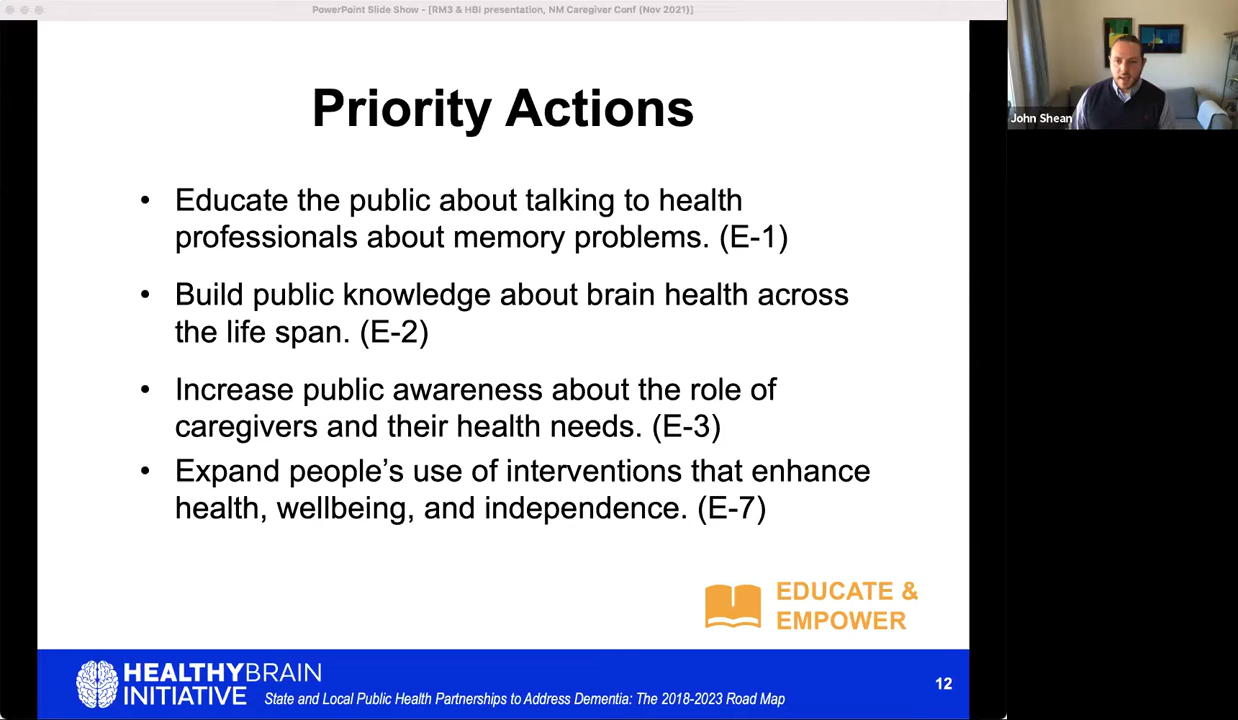 PowerPoint Slide Show - [RM3 & HBI presentation, NM Caregiver Conf (Nov 2021)]
John Shean
Priority Actions
• Educate the public about talking to health
professionals about memory problems. (E-1)
• Build public knowledge about brain health across
the life span. (E-2)
• Increase public awareness about the role of
caregivers and their health needs. (E-3)
• Expand people’s use of interventions that enhance
health, wellbeing, and independence. (E-7)
EDUCATE &
EMPOWER
HEALTHYBRAIN
INITIATIVE
State and Local Public Health Partnerships to Address Dementia: The 2018-2023 Road Map
12